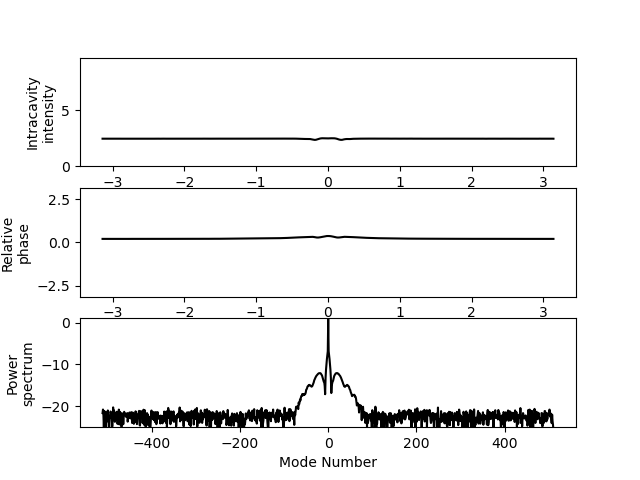 Intracavity
intensity
5
0
−3 −2 −1 0 1 2 3
Relative
phase
2.5
0.0
−2.5
−3 −2 −1 0 1 2 3
Power
spectrum
0
−10
−20
−400 −200 0 200 400
Mode Number